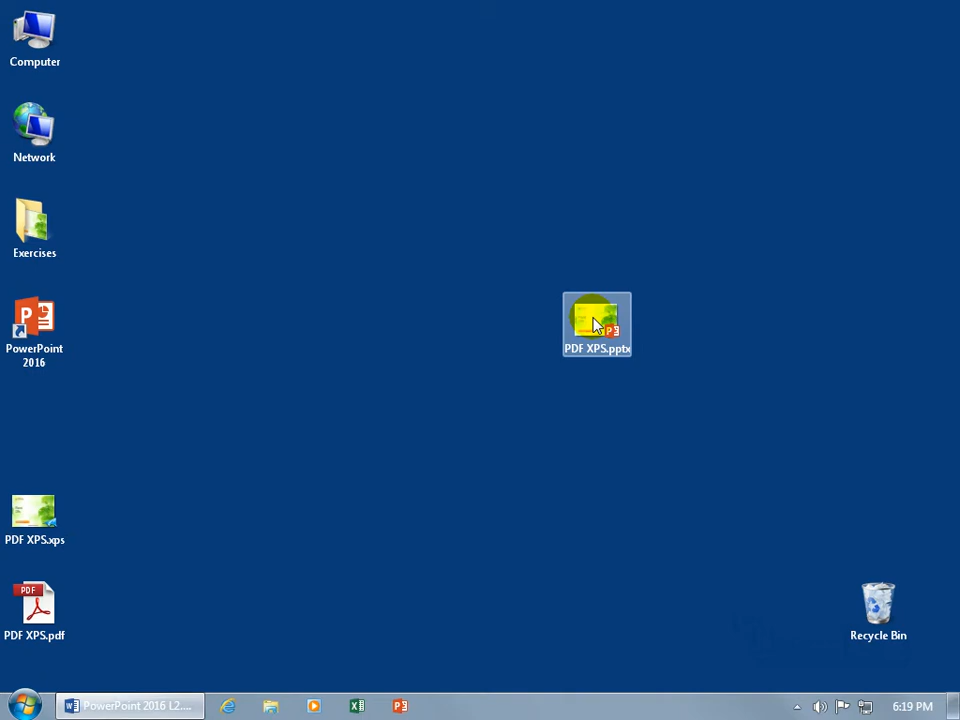 Computer
Network
Exercises
PowerPoint
2016
PDF XPS.pptx
PDF XPS.xps
PDF
PDF XPS.pdf
Recycle Bin
PowerPoint 2016 L2....
6:19 PM